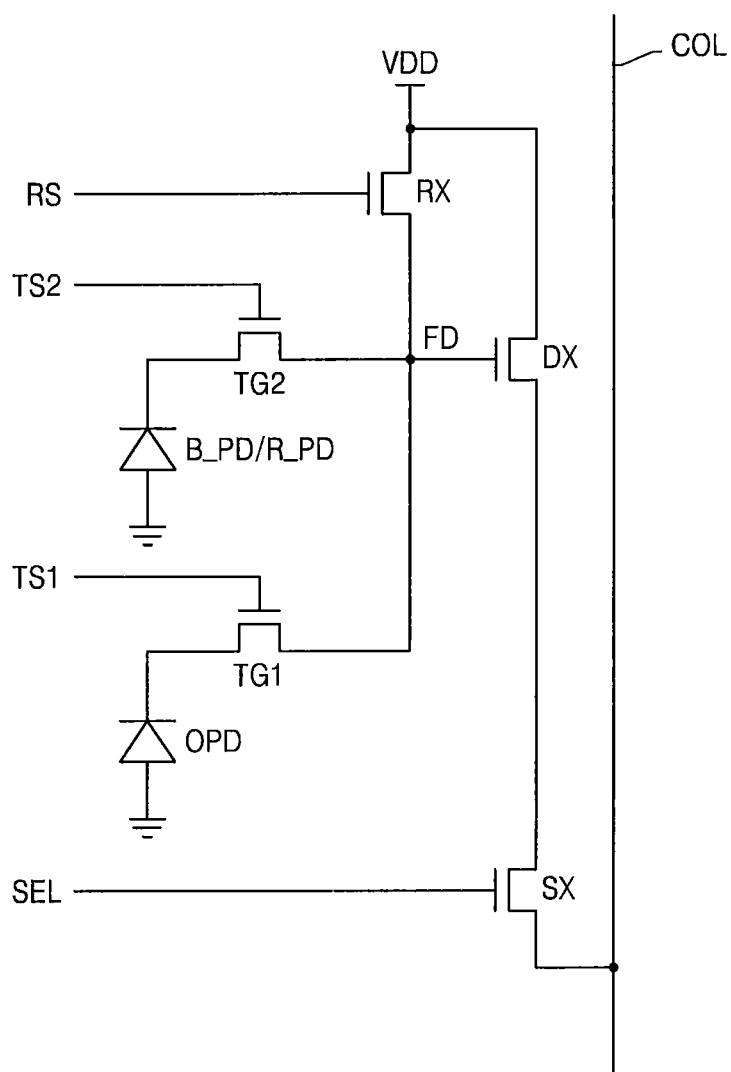 COL
VDD
RS
RX
TS2
FD
TG2
DX
B_PD/R_PD
TS1
TG1
OPD
SEL
SX